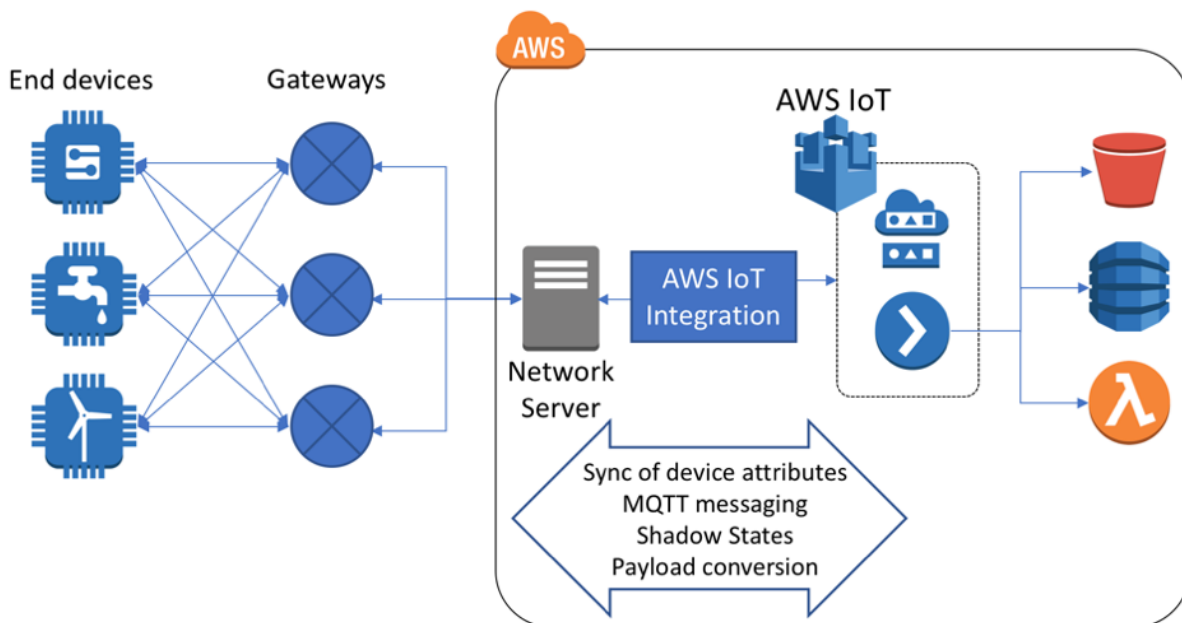 AWS
End devices
Gateways
AWS IoT
AWS IoT
Integration
Network
Server
Sync of device attributes
MQTT messaging
Shadow States
Payload conversion
λ